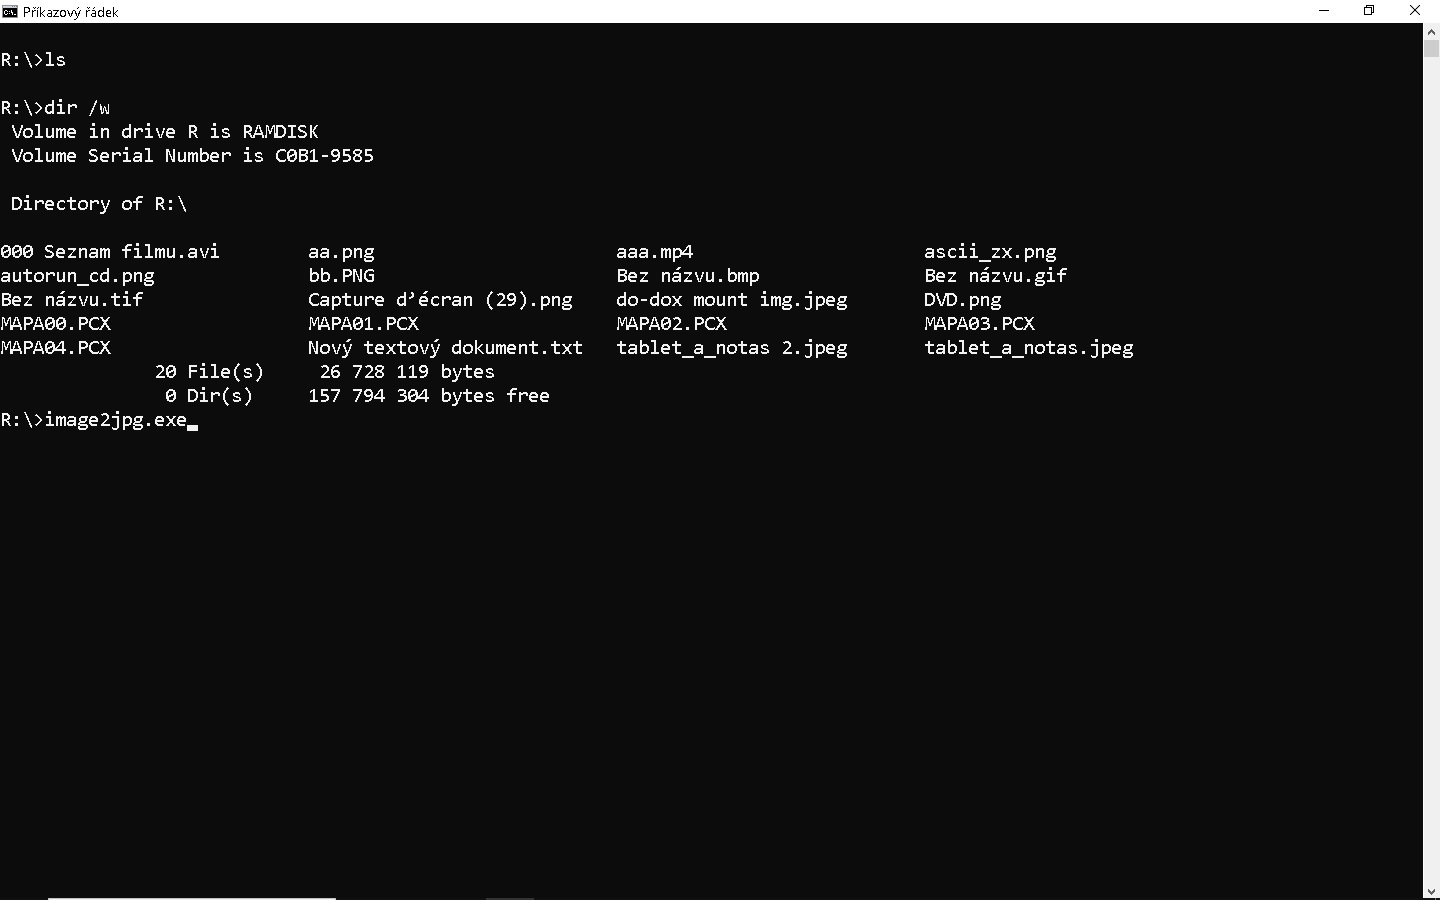 Příkazový řádek
R:\>ls
R:\>dir /w
Volume in drive R is RAMDISK
Volume Serial Number is C0B1-9585
Directory of R:\
000 Seznam filmu.avi aa.png aaa.mp4 ascii_zx.png
autorun_cd.png bb.PNG Bez názvu.bmp Bez názvu.gif
Bez názvu.tif Capture d’écran (29).png do-dox mount img.jpeg DVD.png
MAPA00.PCX MAPA01.PCX MAPA02.PCX MAPA03.PCX
MAPA04.PCX Nový textový dokument.txt tablet_a_notas 2.jpeg tablet_a_notas.jpeg
20 File(s) 26 728 119 bytes
0 Dir(s) 157 794 304 bytes free
R:\>image2jpg.exe